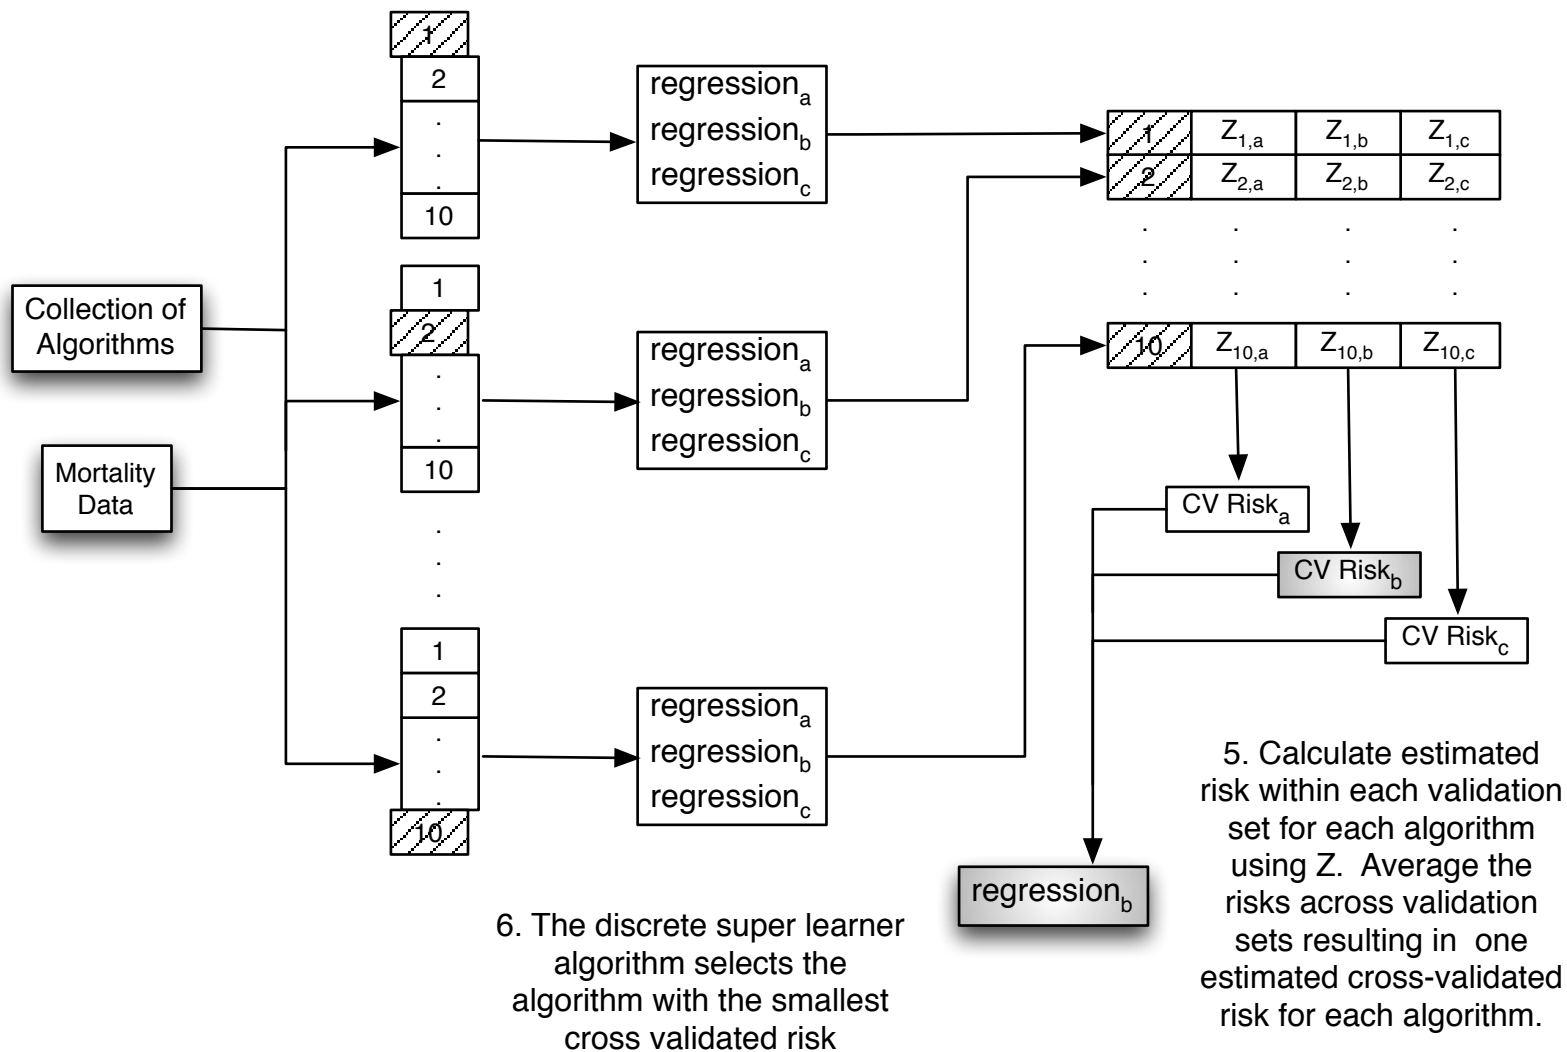 Collection of
Algorithms
Mortality
Data
1
2
.
.
.
10
1
2
.
.
.
10
.
.
.
1
2
.
.
.
10
regression_a
regression_b
regression_c
regression_a
regression_b
regression_c
regression_a
regression_b
regression_c
1 Z_1,a Z_1,b Z_1,c
2 Z_2,a Z_2,b Z_2,c
. . . .
. . . .
. . . .
10 Z_10,a Z_10,b Z_10,c
CV Risk_a
CV Risk_b
CV Risk_c
regression_b
5. Calculate estimated
risk within each validation
set for each algorithm
using Z. Average the
risks across validation
sets resulting in one
estimated cross-validated
risk for each algorithm.
6. The discrete super learner
algorithm selects the
algorithm with the smallest
cross validated risk